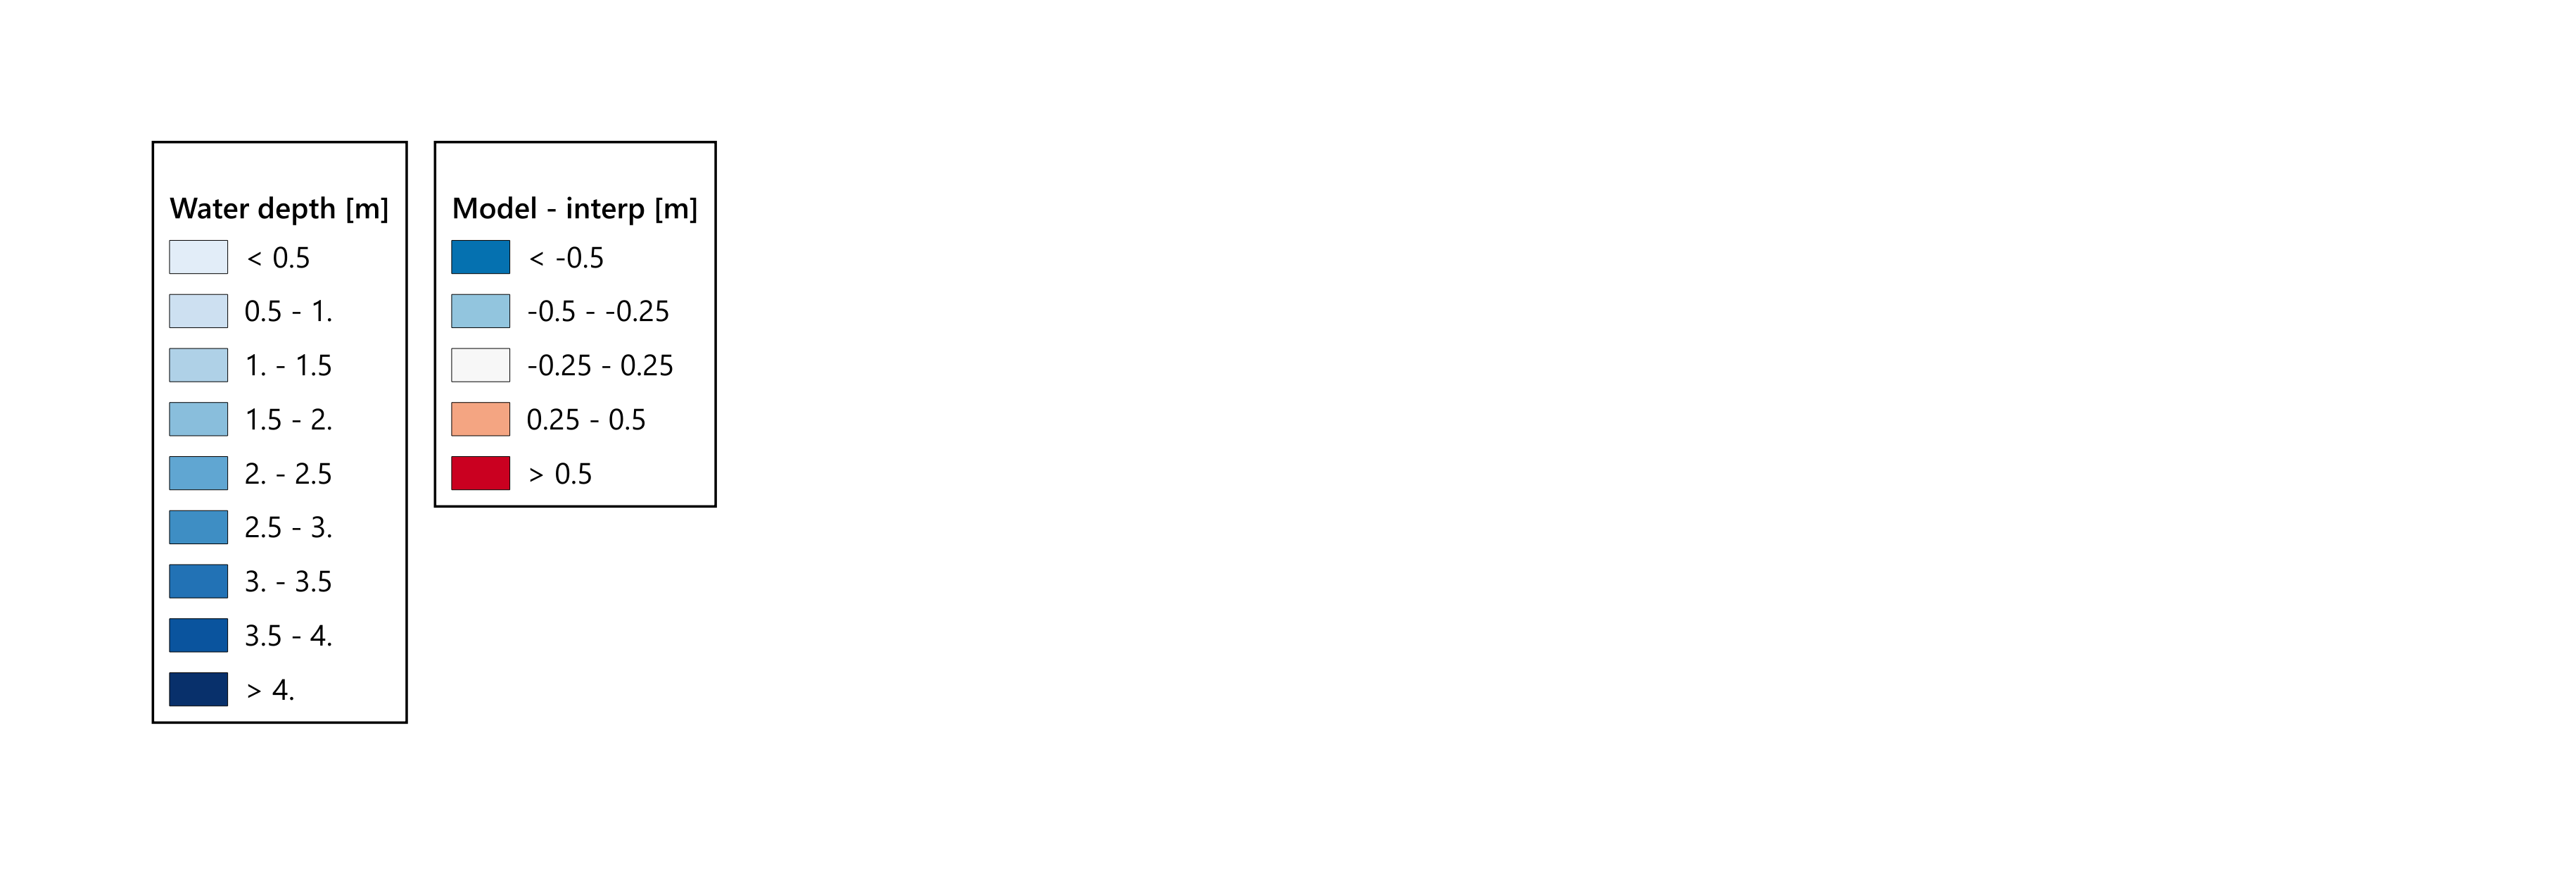 Water depth [m]
< 0.5
0.5 - 1.
1. - 1.5
1.5 - 2.
2. - 2.5
2.5 - 3.
3. - 3.5
3.5 - 4.
> 4.
Model - interp [m]
< -0.5
-0.5 - -0.25
-0.25 - 0.25
0.25 - 0.5
> 0.5